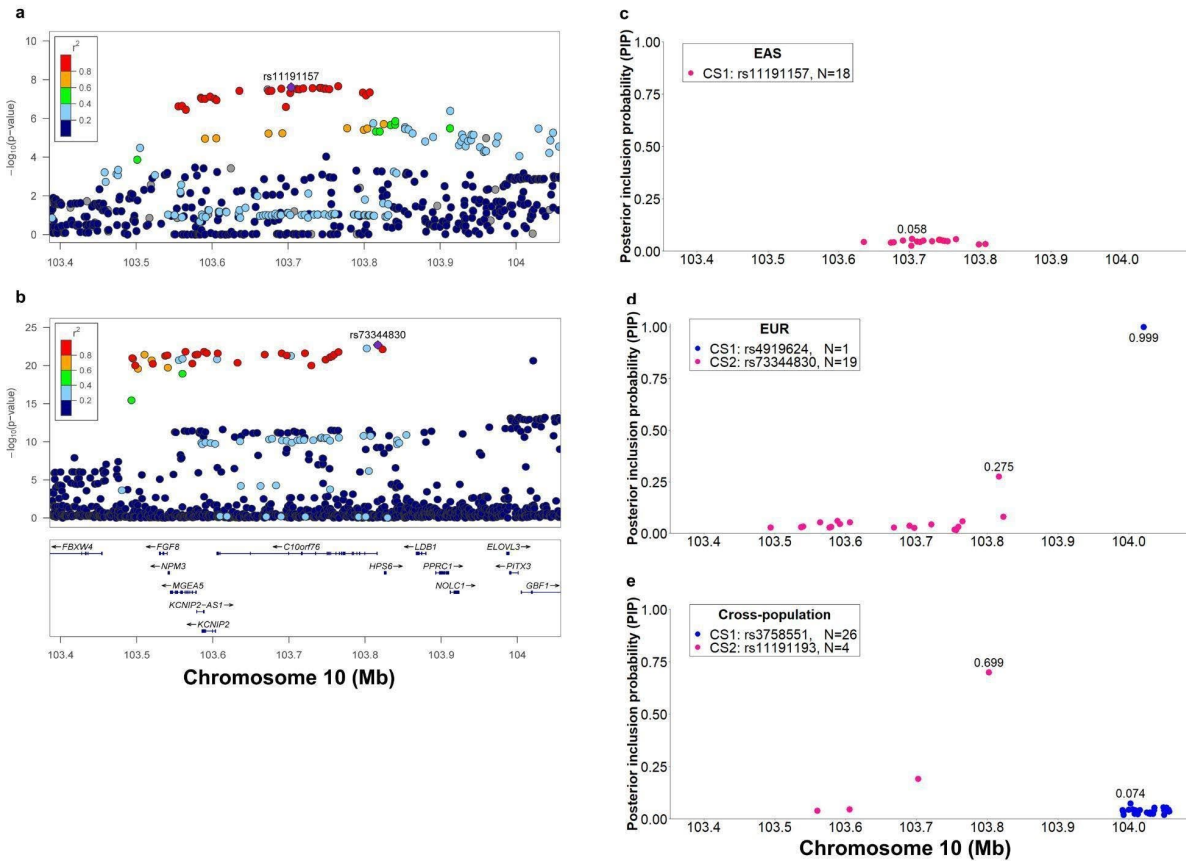 a
−log10(p-value)
10
8
6
4
2
0
r2
0.8
0.6
0.4
0.2
rs11191157
103.4 103.5 103.6 103.7 103.8 103.9 104
b
−log10(p-value)
25
20
15
10
5
0
r2
0.8
0.6
0.4
0.2
rs73344830
←FBXW4 ←FGF8 ←C10orf76 ←LDB1 ELOVL3→
←NPM3 HPS6→ PPRC1→ ←PITX3
←MGEA5 NOLC1→ GBF1→
KCNIP2−AS1→
←KCNIP2
103.4 103.5 103.6 103.7 103.8 103.9 104
Chromosome 10 (Mb)
c
Posterior inclusion probability (PIP)
1.00
0.75
0.50
0.25
0.00
EAS
CS1: rs11191157, N=18
0.058
103.4 103.5 103.6 103.7 103.8 103.9 104.0
d
Posterior inclusion probability (PIP)
1.00
0.75
0.50
0.25
0.00
EUR
CS1: rs4919624, N=1
CS2: rs73344830, N=19
0.999
0.275
103.4 103.5 103.6 103.7 103.8 103.9 104.0
e
Posterior inclusion probability (PIP)
1.00
0.75
0.50
0.25
0.00
Cross-population
CS1: rs3758551, N=26
CS2: rs11191193, N=4
0.699
0.074
103.4 103.5 103.6 103.7 103.8 103.9 104.0
Chromosome 10 (Mb)